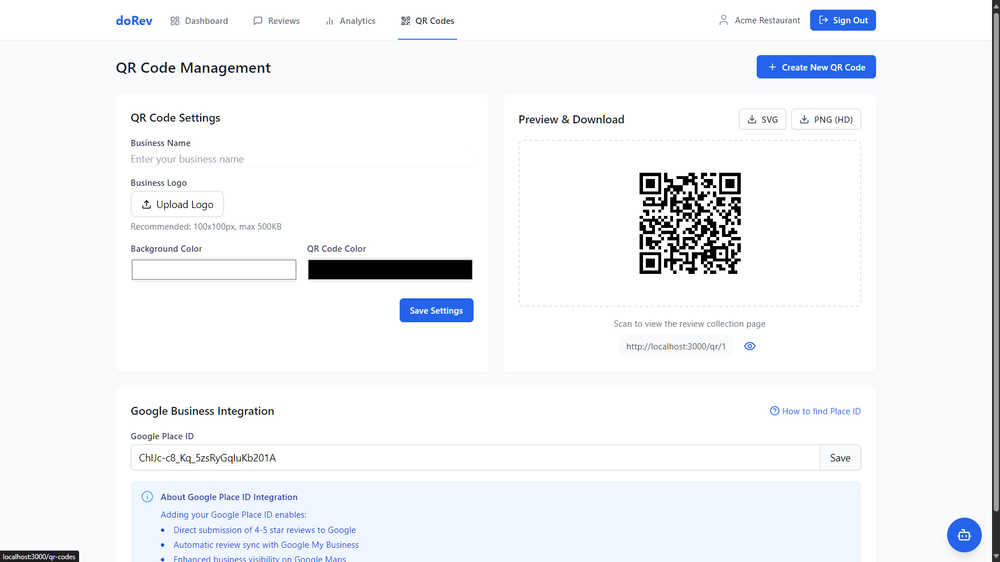 doRev
Dashboard
Reviews
Analytics
QR Codes
Acme Restaurant
Sign Out
QR Code Management
Create New QR Code
QR Code Settings
Business Name
Enter your business name
Business Logo
Upload Logo
Recommended: 100x100px, max 500KB
Background Color
QR Code Color
Save Settings
Preview & Download
SVG
PNG (HD)
Scan to view the review collection page
http://localhost:3000/qr/1
Google Business Integration
How to find Place ID
Google Place ID
ChIJc-c8_Kq_5zsRyGqIuKb201A
Save
About Google Place ID Integration
Adding your Google Place ID enables:
• Direct submission of 4-5 star reviews to Google
• Automatic review sync with Google My Business
• Enhanced business visibility on Google Maps
localhost:3000/qr-codes